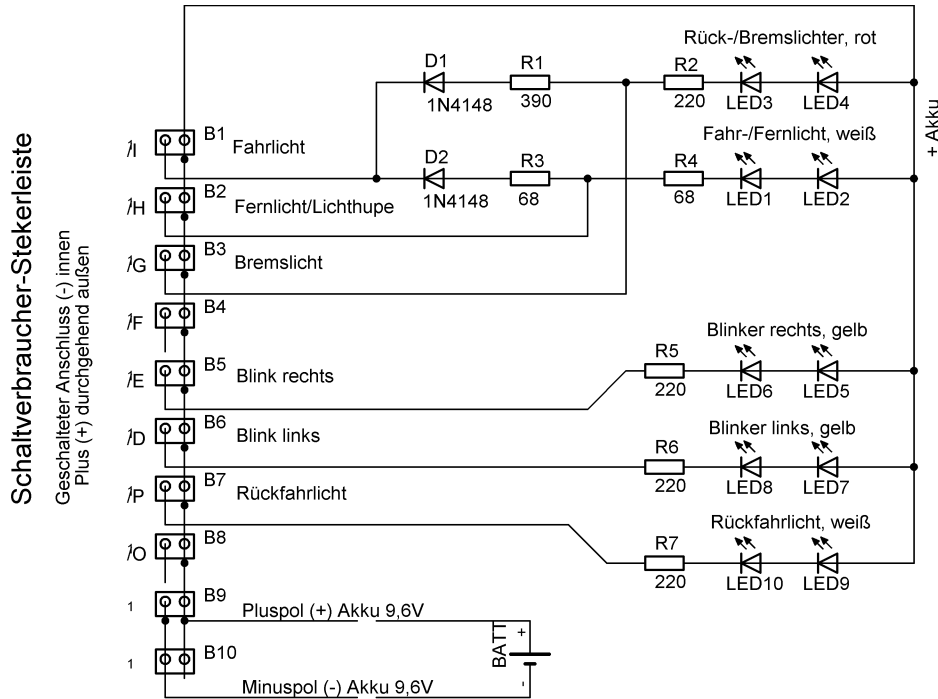 Schaltverbraucher-Stekerleiste
Geschalteter Anschluss (-) innen
Plus (+) durchgehend außen
/I B1 Fahrlicht
/H B2 Fernlicht/Lichthupe
/G B3 Bremslicht
/F B4
/E B5 Blink rechts
/D B6 Blink links
/P B7 Rückfahrlicht
/O B8
1 B9
Pluspol (+) Akku 9,6V
1 B10
Minuspol (-) Akku 9,6V
BATT
+
-
Rück-/Bremslichter, rot
D1 R1 R2
1N4148 390 220 LED3 LED4
Fahr-/Fernlicht, weiß
D2 R3 R4
1N4148 68 68 LED1 LED2
+ Akku
Blinker rechts, gelb
R5
220 LED6 LED5
Blinker links, gelb
R6
220 LED8 LED7
Rückfahrlicht, weiß
R7
220 LED10 LED9